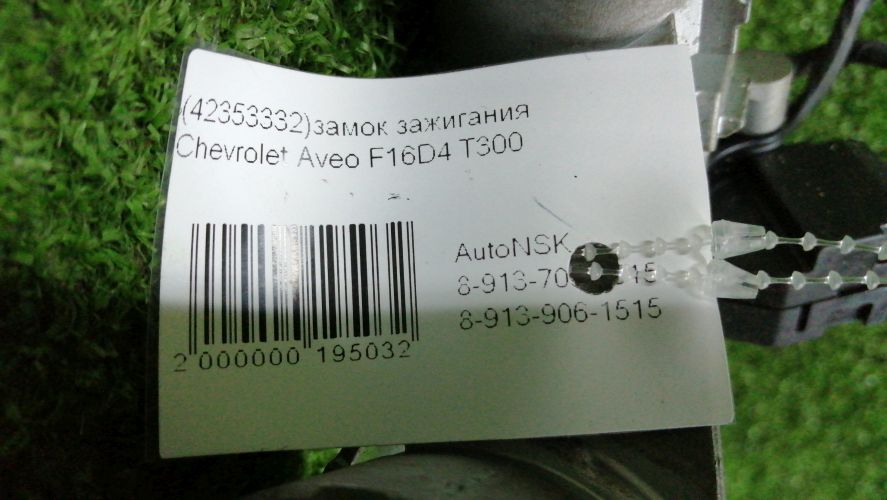 (42353332)замок зажигания
Chevrolet Aveo F16D4 T300
AutoNSK
8-913-906-1515
2 000000 195032